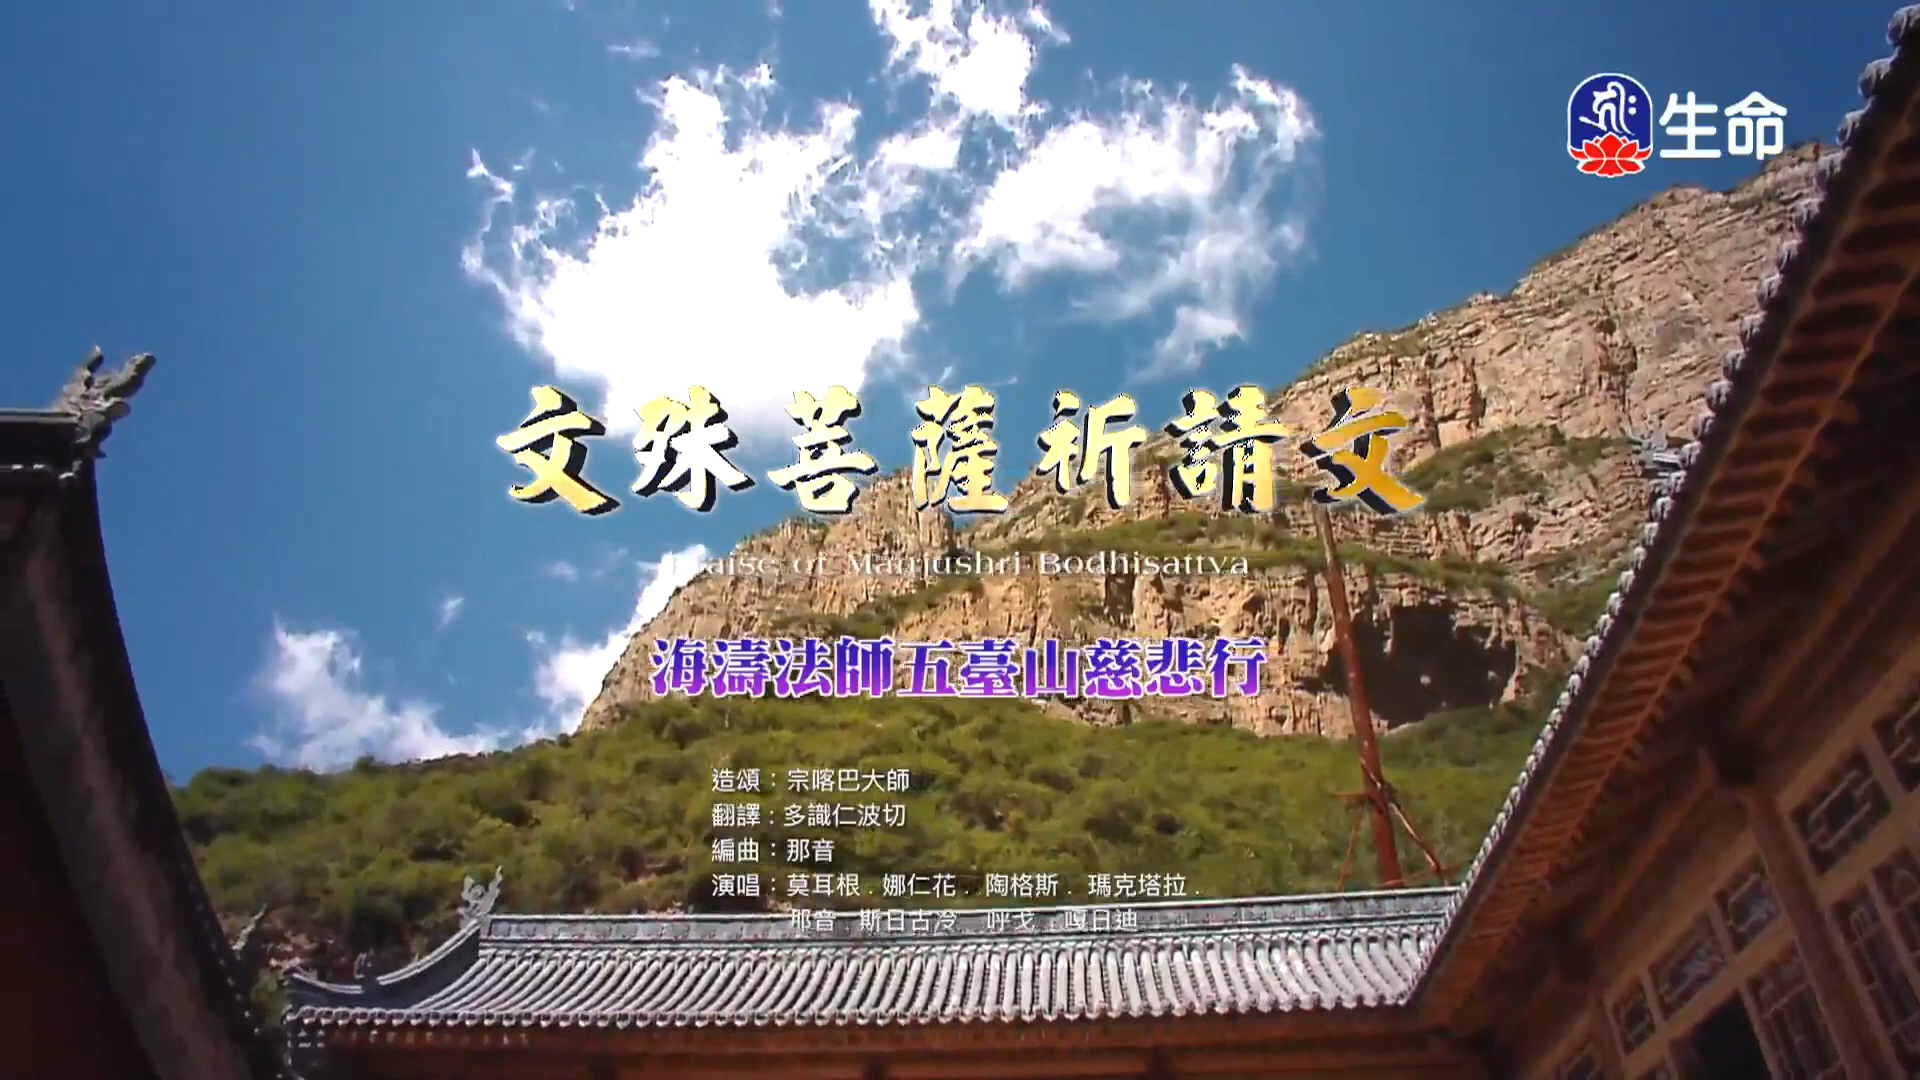 生命
文殊菩薩祈請文
Praise of Manjushri Bodhisattva
海濤法師五臺山慈悲行
造頌：宗喀巴大師
翻譯：多識仁波切
編曲：那音
演唱：莫耳根 . 娜仁花 . 陶格斯 . 瑪克塔拉 .
那音 . 斯日古冷 . 呼戈 . 嘎日迪